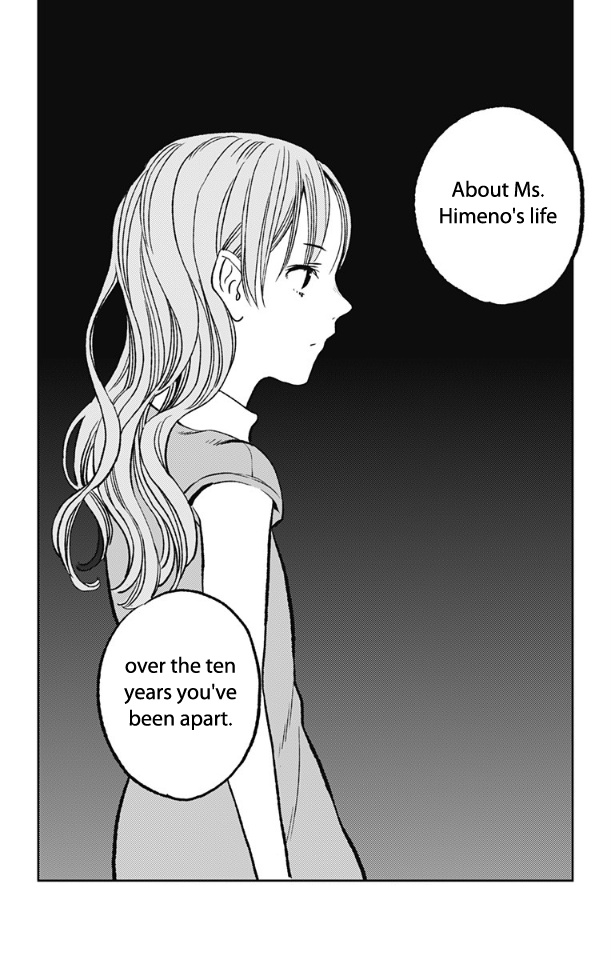 About Ms.
Himeno's life
over the ten
years you've
been apart.